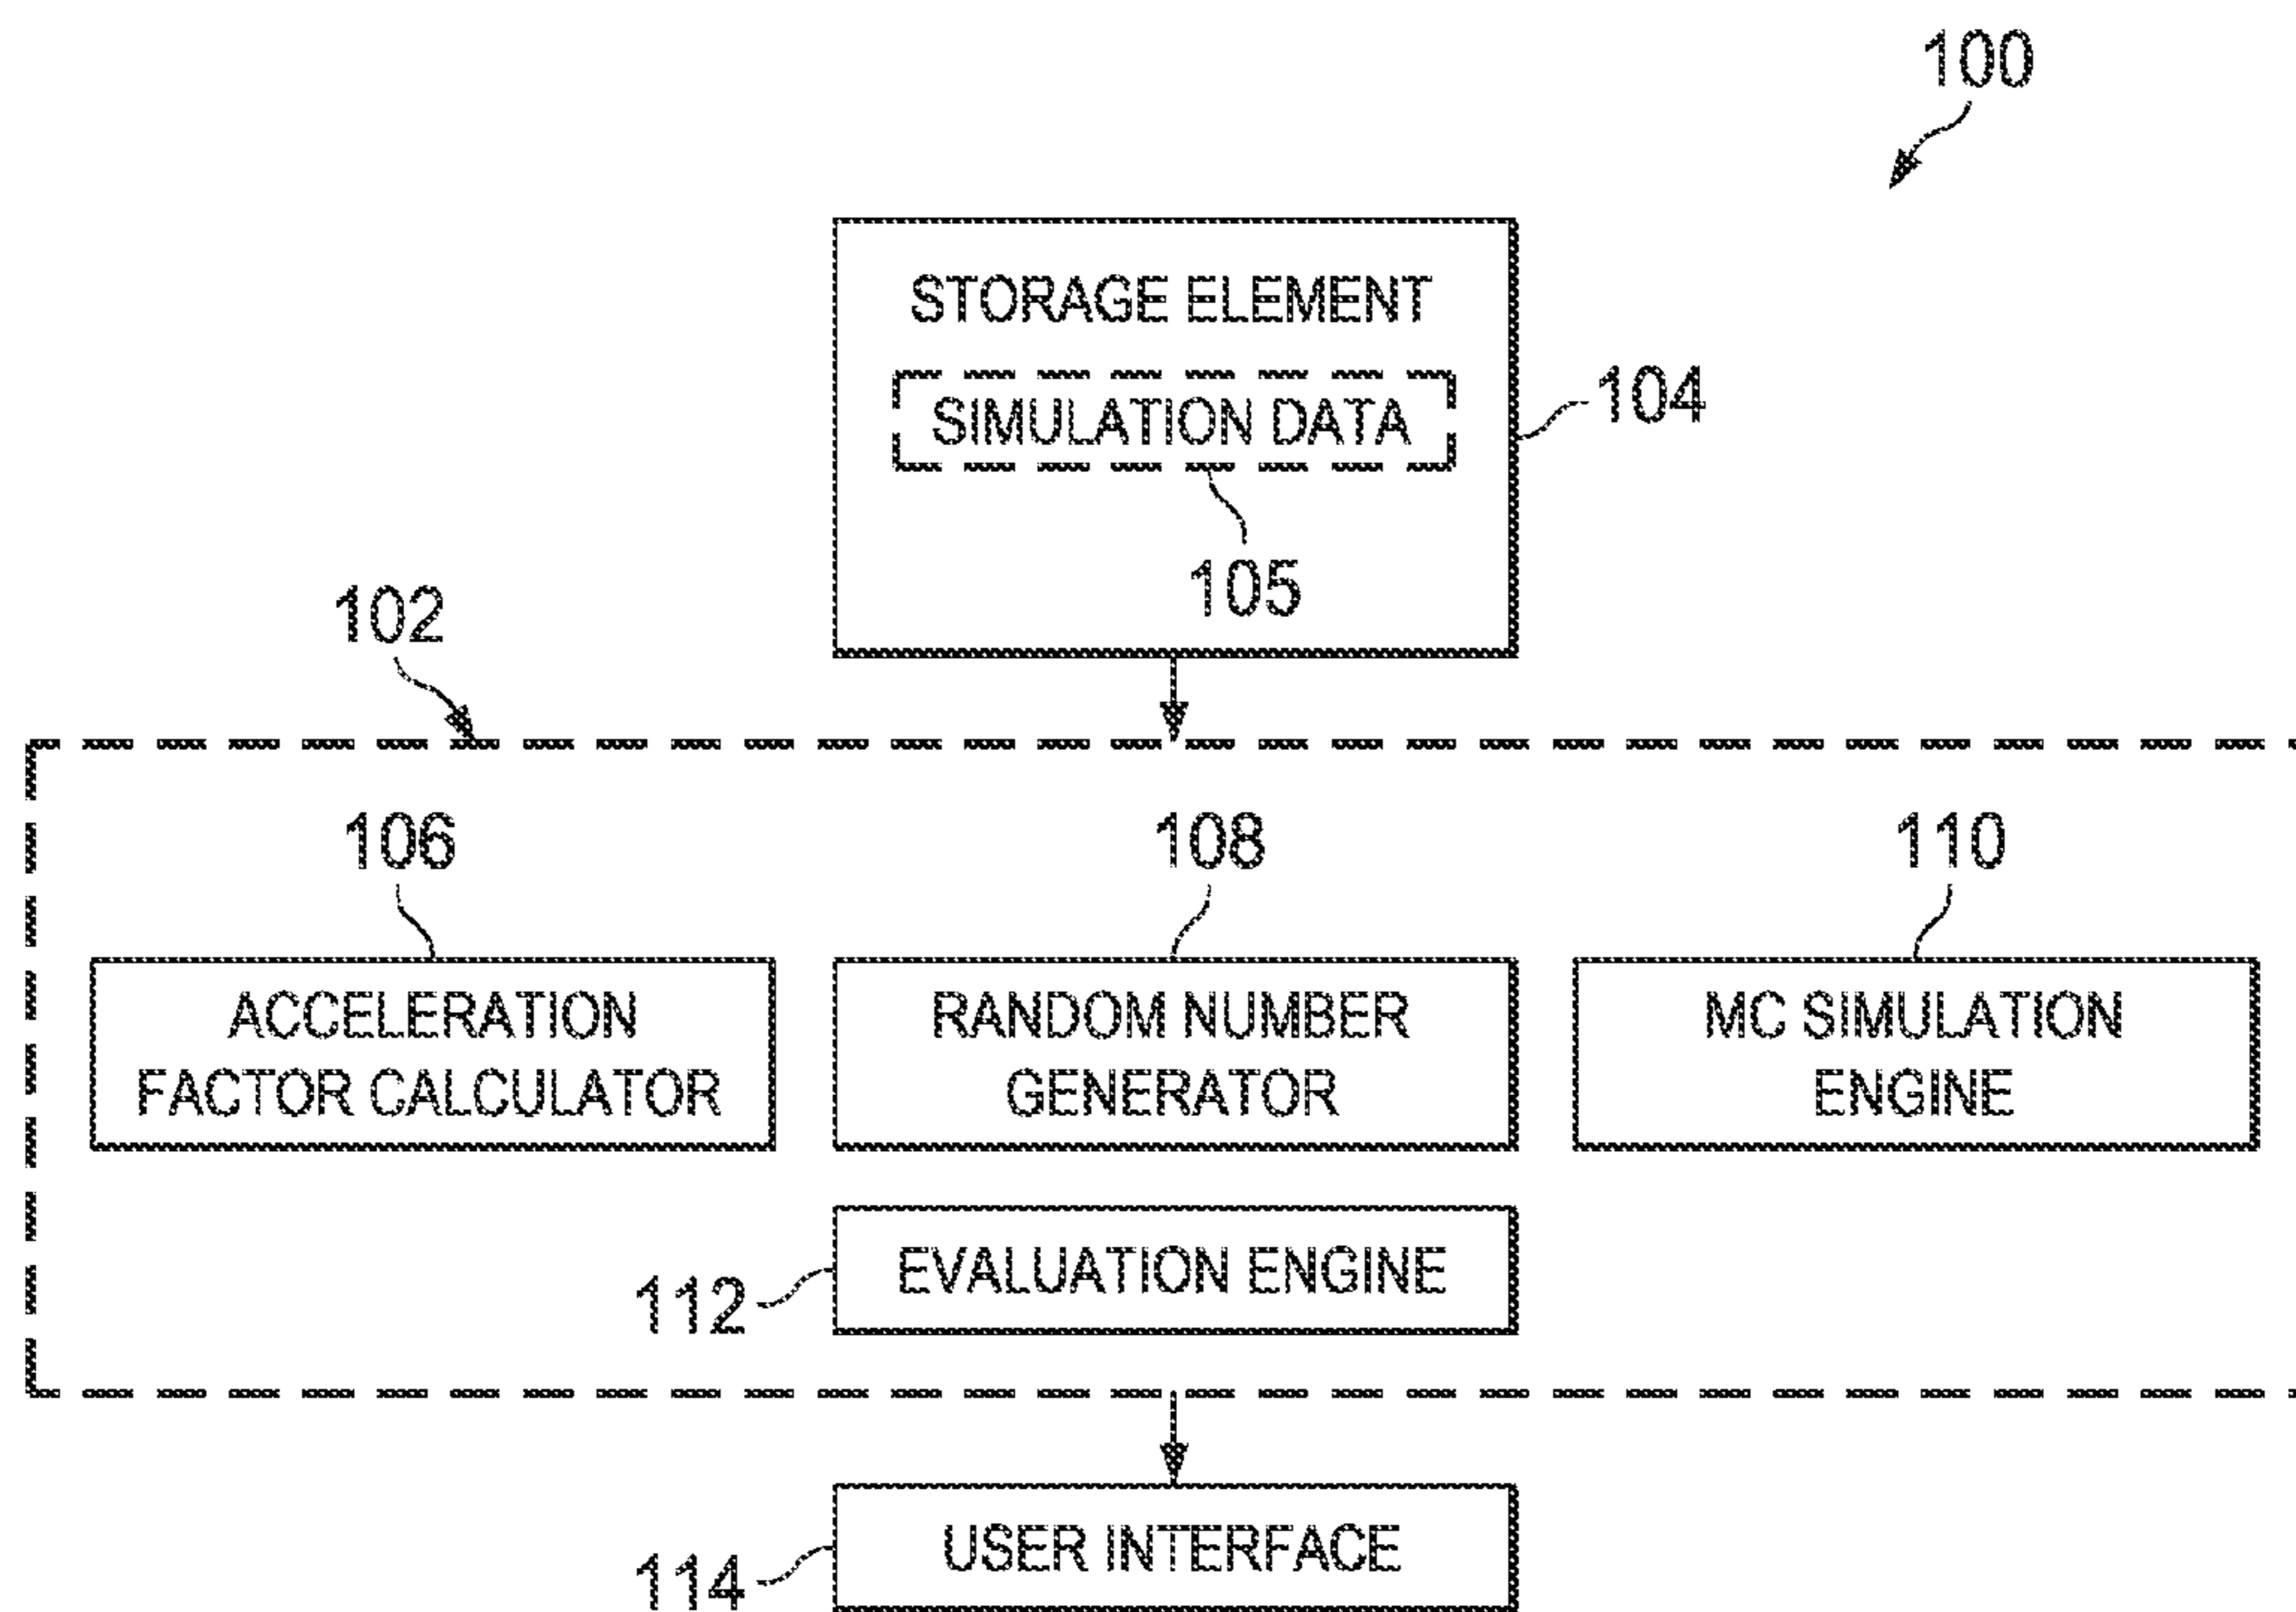 100
STORAGE ELEMENT
SIMULATION DATA
104
105
102
106
108
110
ACCELERATION
FACTOR CALCULATOR
RANDOM NUMBER
GENERATOR
MC SIMULATION
ENGINE
EVALUATION ENGINE
112
USER INTERFACE
114